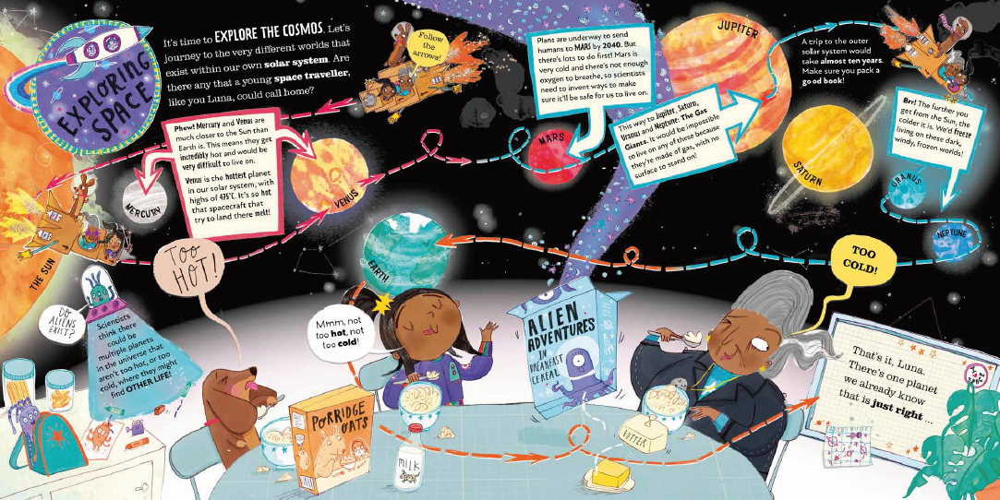 EXPLORING
SPACE
It's time to EXPLORE THE COSMOS. Let's
journey to the very different worlds that
exist within our own solar system. Are
there any that a young space traveller,
like you Luna, could call home?
Follow
the
arrows!
Phew! Mercury and Venus are
much closer to the Sun than
Earth is. This means they get
incredibly hot and would be
very difficult to live on.
Venus is the hottest planet
in our solar system, with
highs of 475°C. It's so hot
that spacecraft that
try to land there melt!
THE SUN
MERCURY
VENUS
Plans are underway to send
humans to MARS by 2040. But
there's lots to do first! Mars is
very cold and there's not enough
oxygen to breathe, so scientists
need to invent ways to make
sure it'll be safe for us to live on.
MARS
This way to Jupiter, Saturn,
Uranus and Neptune: The Gas
Giants. It would be impossible
to live on any of these because
they're made of gas, with no
surface to stand on!
JUPITER
SATURN
A trip to the outer
solar system would
take almost ten years.
Make sure you pack a
good book!
Brr! The further you
get from the Sun, the
colder it is. We'd freeze
living on these dark,
windy, frozen worlds!
URANUS
NEPTUNE
EARTH
TOO
HOT!
DO
ALIENS
EXIST?
Scientists
think there
could be
multiple planets
in the universe that
aren't too hot, or too
cold, where they might
find OTHER LIFE!
Mmm, not
too hot, not
too cold!
TOO
COLD!
ALIEN
ADVENTURES
IN
BREAKFAST
CEREAL
PORRIDGE
OATS
MILK
BUTTER
That's it, Luna.
There's one planet
we already know
that is just right ...